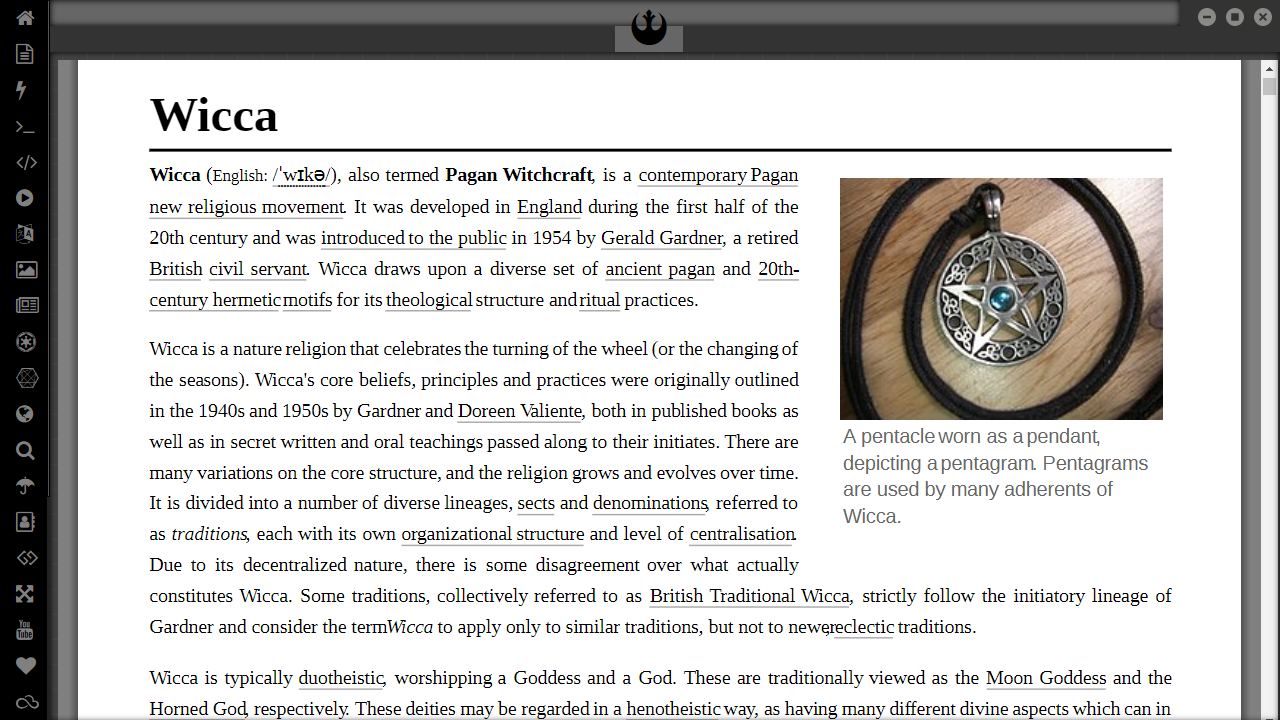 Wicca
Wicca (English: /ˈwɪkə/), also termed Pagan Witchcraft, is a contemporary Pagan
new religious movement. It was developed in England during the first half of the
20th century and was introduced to the public in 1954 by Gerald Gardner, a retired
British civil servant. Wicca draws upon a diverse set of ancient pagan and 20th-
century hermetic motifs for its theological structure and ritual practices.
A pentacle worn as a pendant,
depicting a pentagram. Pentagrams
are used by many adherents of
Wicca.
Wicca is a nature religion that celebrates the turning of the wheel (or the changing of
the seasons). Wicca's core beliefs, principles and practices were originally outlined
in the 1940s and 1950s by Gardner and Doreen Valiente, both in published books as
well as in secret written and oral teachings passed along to their initiates. There are
many variations on the core structure, and the religion grows and evolves over time.
It is divided into a number of diverse lineages, sects and denominations, referred to
as traditions, each with its own organizational structure and level of centralisation.
Due to its decentralized nature, there is some disagreement over what actually
constitutes Wicca. Some traditions, collectively referred to as British Traditional Wicca, strictly follow the initiatory lineage of
Gardner and consider the term Wicca to apply only to similar traditions, but not to newer, eclectic traditions.
Wicca is typically duotheistic, worshipping a Goddess and a God. These are traditionally viewed as the Moon Goddess and the
Horned God, respectively. These deities may be regarded in a henotheistic way, as having many different divine aspects which can in